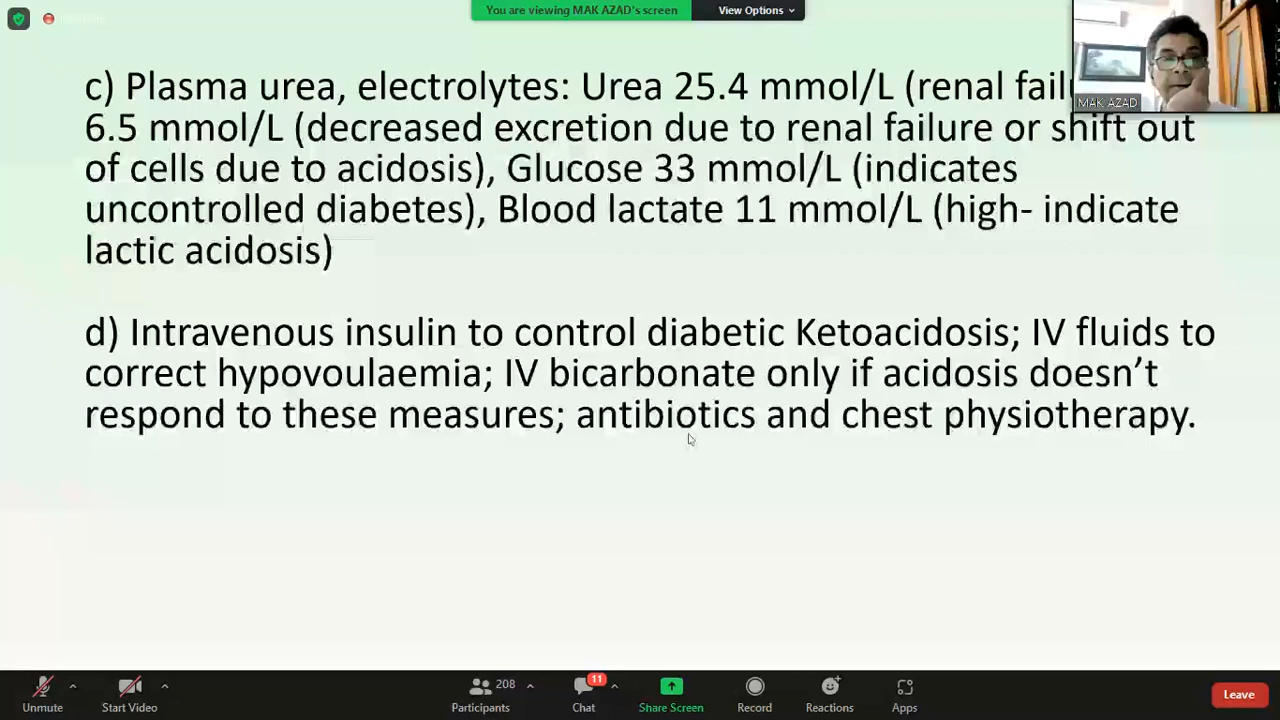 You are viewing MAK AZAD's screen
View Options
MAK AZAD
c) Plasma urea, electrolytes: Urea 25.4 mmol/L (renal
6.5 mmol/L (decreased excretion due to renal failure or shift out
of cells due to acidosis), Glucose 33 mmol/L (indicates
uncontrolled diabetes), Blood lactate 11 mmol/L (high- indicate
lactic acidosis)
d) Intravenous insulin to control diabetic Ketoacidosis; IV fluids to
correct hypovoulaemia; IV bicarbonate only if acidosis doesn’t
respond to these measures; antibiotics and chest physiotherapy.
Unmute
Start Video
208
Participants
11
Chat
Share Screen
Record
Reactions
Apps
Leave